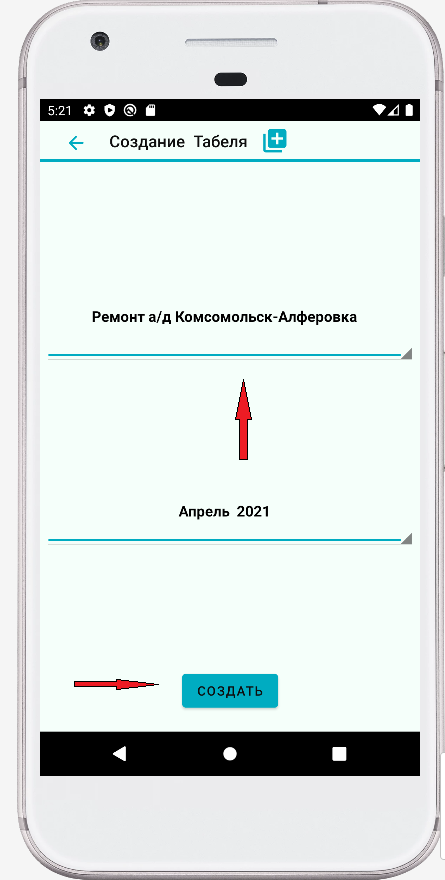 5:21
Создание Табеля
Ремонт а/д Комсомольск-Алферовка
Апрель 2021
СОЗДАТЬ